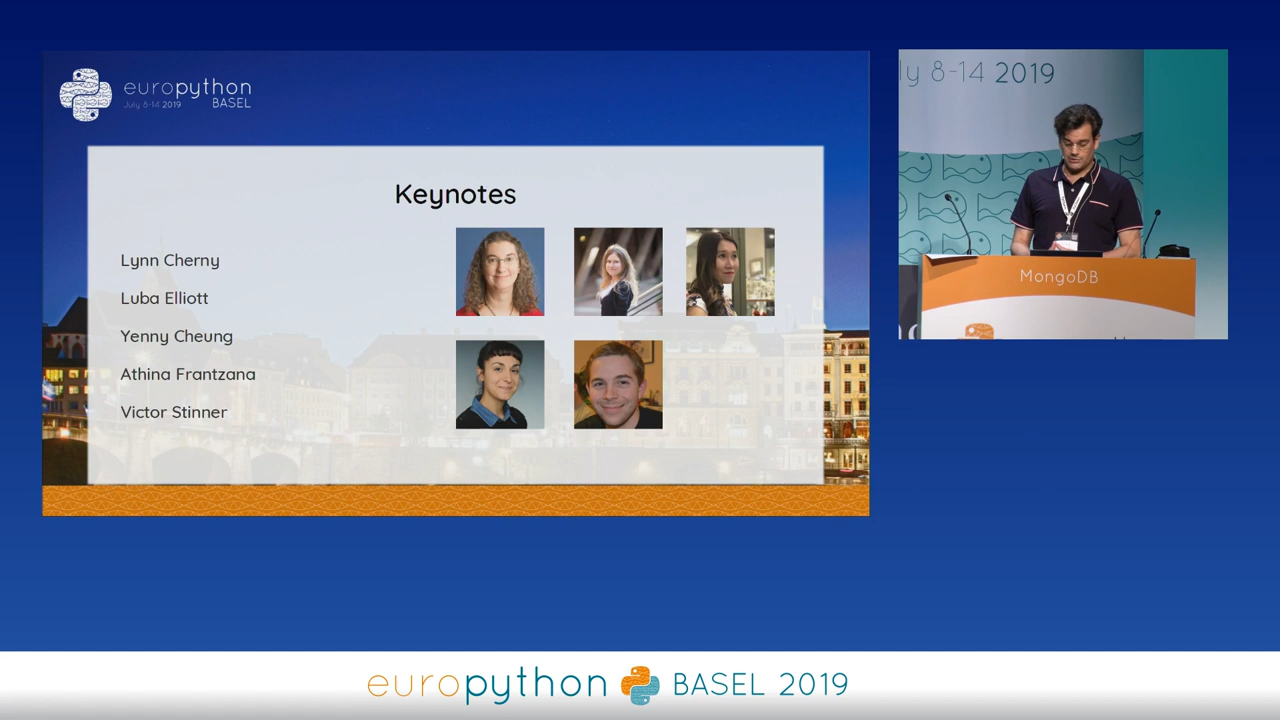 europython
July 8-14 2019 BASEL
Keynotes
Lynn Cherny
Luba Elliott
Yenny Cheung
Athina Frantzana
Victor Stinner
ly 8-14 2019
MongoDB
europython BASEL 2019